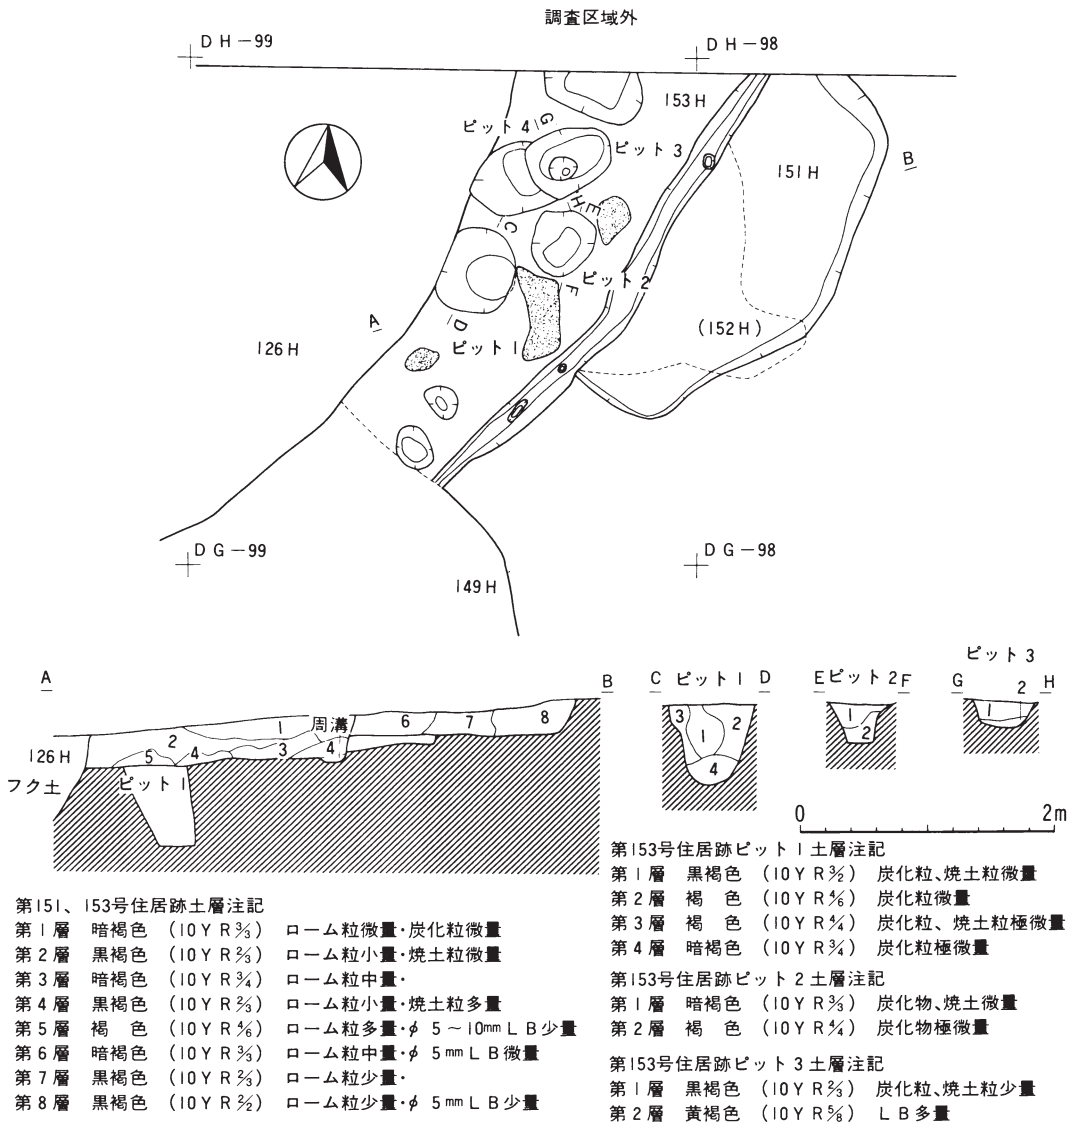 調査区域外
DH-99
DH-98
153H
ピット4
G
ピット3
151H
B
H
E
C
ピット2
F
A
D
ピット1
126H
(152H)
DG-99
DG-98
149H
A
B
1
周溝
6
7
8
2
5
4
3
4
126H
フク土
ピット1
C ピット1 D
3
1
2
4
E ピット2 F
1
2
ピット3
G
2
H
1
0
2m
第151、153号住居跡土層注記
第1層 暗褐色 (10YR3/3) ローム粒微量・炭化粒微量
第2層 黒褐色 (10YR2/3) ローム粒小量・焼土粒微量
第3層 暗褐色 (10YR3/4) ローム粒中量・
第4層 黒褐色 (10YR2/3) ローム粒小量・焼土粒多量
第5層 褐色 (10YR4/6) ローム粒多量・φ5~10mmLB少量
第6層 暗褐色 (10YR3/3) ローム粒中量・φ5mmLB微量
第7層 黒褐色 (10YR2/3) ローム粒少量・
第8層 黒褐色 (10YR2/2) ローム粒少量・φ5mmLB少量
第153号住居跡ピット1土層注記
第1層 黒褐色 (10YR3/2) 炭化粒、焼土粒微量
第2層 褐色 (10YR4/6) 炭化粒微量
第3層 褐色 (10YR4/4) 炭化粒、焼土粒極微量
第4層 暗褐色 (10YR3/4) 炭化粒極微量
第153号住居跡ピット2土層注記
第1層 暗褐色 (10YR3/3) 炭化物、焼土微量
第2層 褐色 (10YR4/4) 炭化物極微量
第153号住居跡ピット3土層注記
第1層 黒褐色 (10YR2/3) 炭化粒、焼土粒少量
第2層 黄褐色 (10YR5/8) LB多量